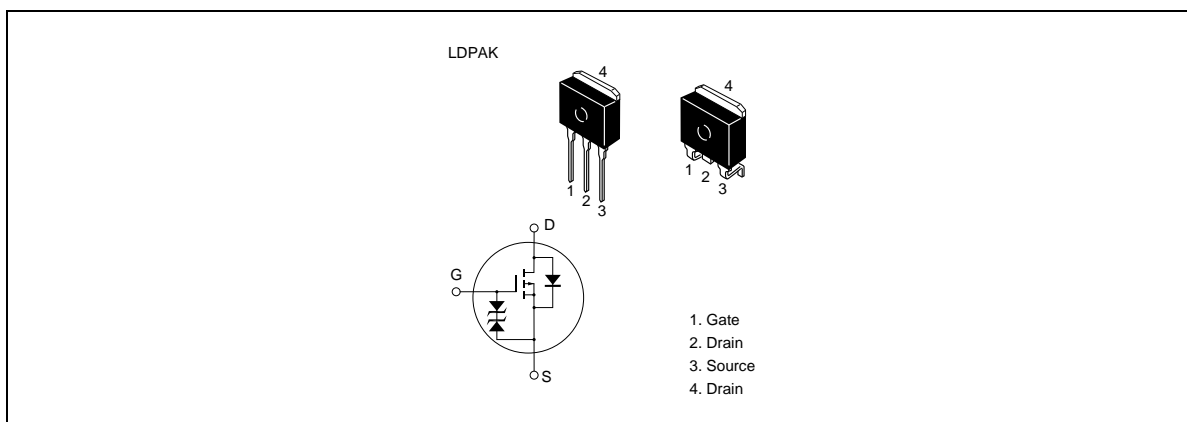 LDPAK
4
4
1
2
3
1
2
3
D
G
S
1. Gate
2. Drain
3. Source
4. Drain